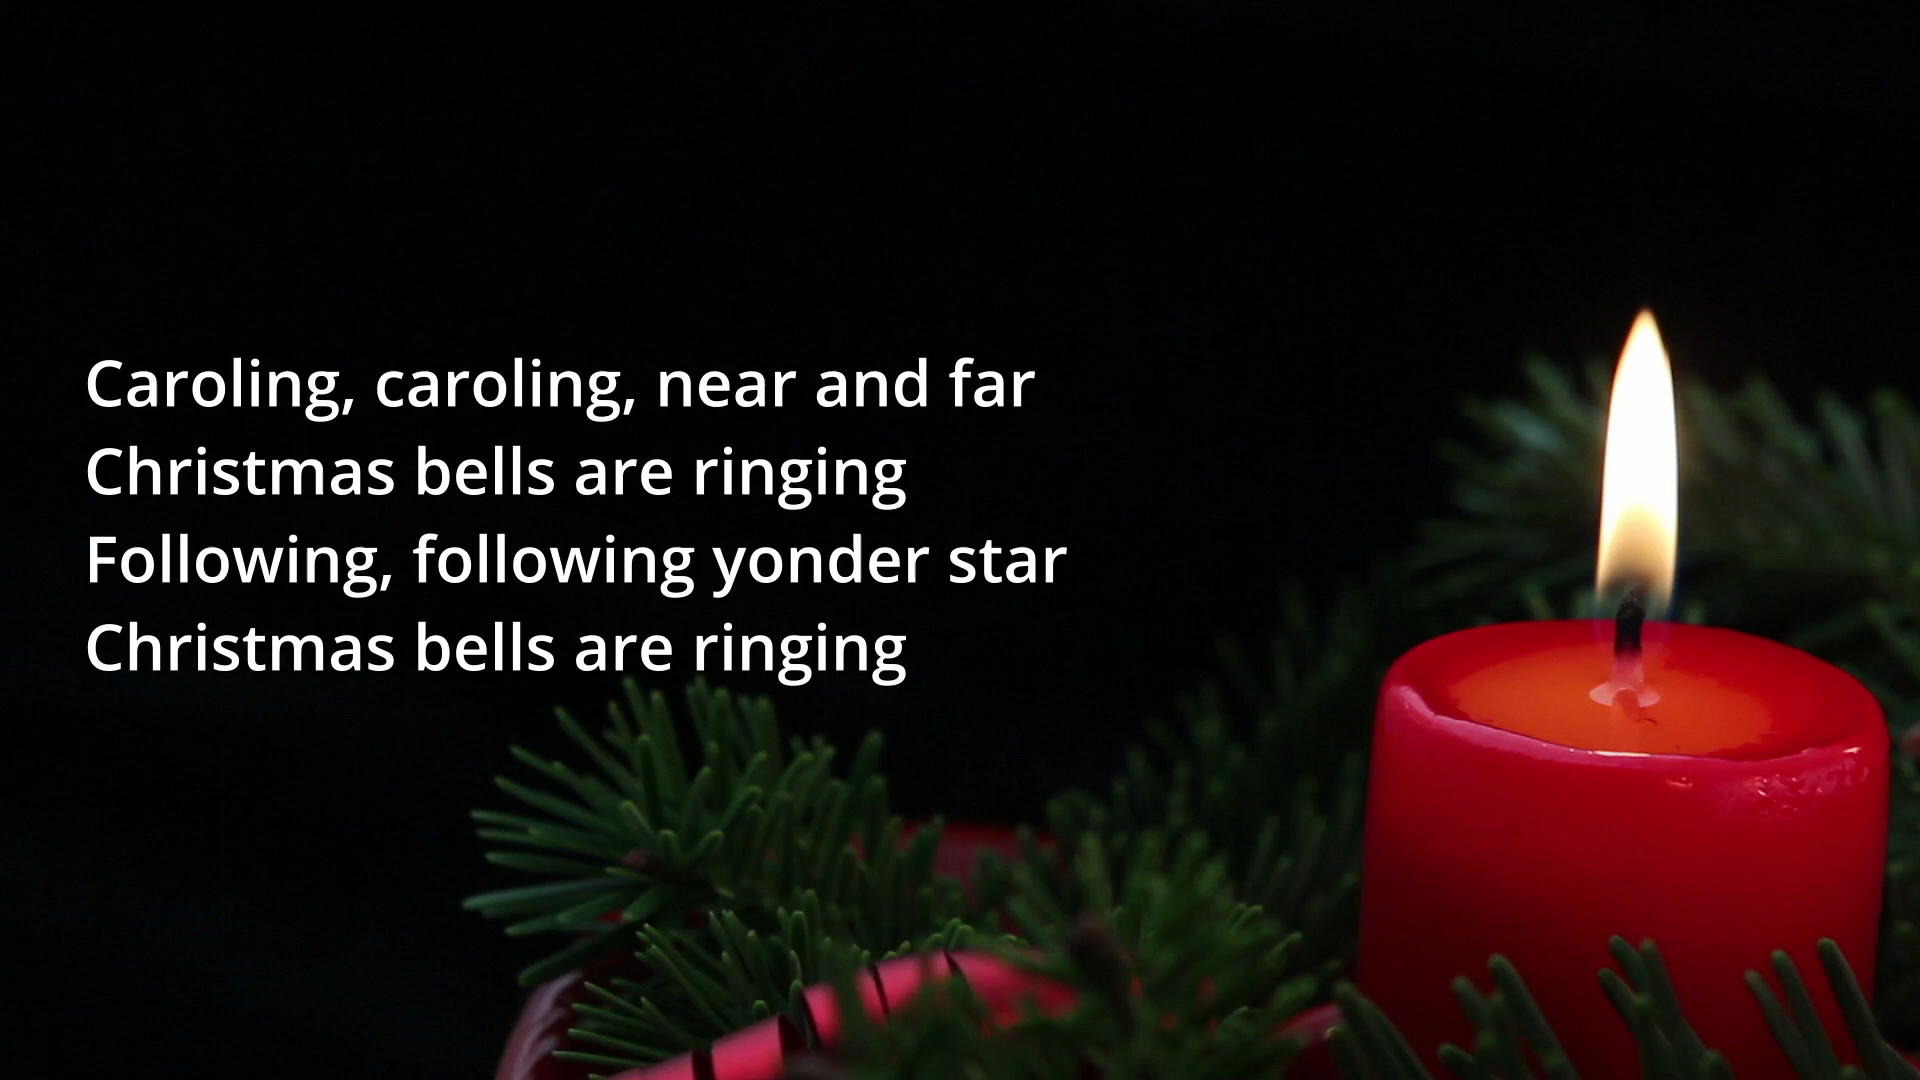 Caroling, caroling, near and far
Christmas bells are ringing
Following, following yonder star
Christmas bells are ringing